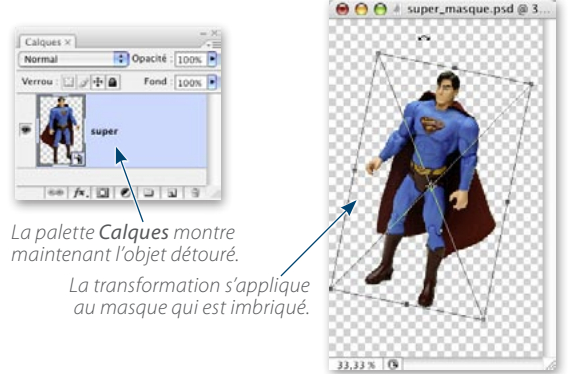 super_masque.psd @ 3...
Calques ×
Normal
Opacité : 100%
Verrou :
Fond : 100%
super
fx.
La palette Calques montre
maintenant l'objet détouré.
La transformation s'applique
au masque qui est imbriqué.
33,33 %